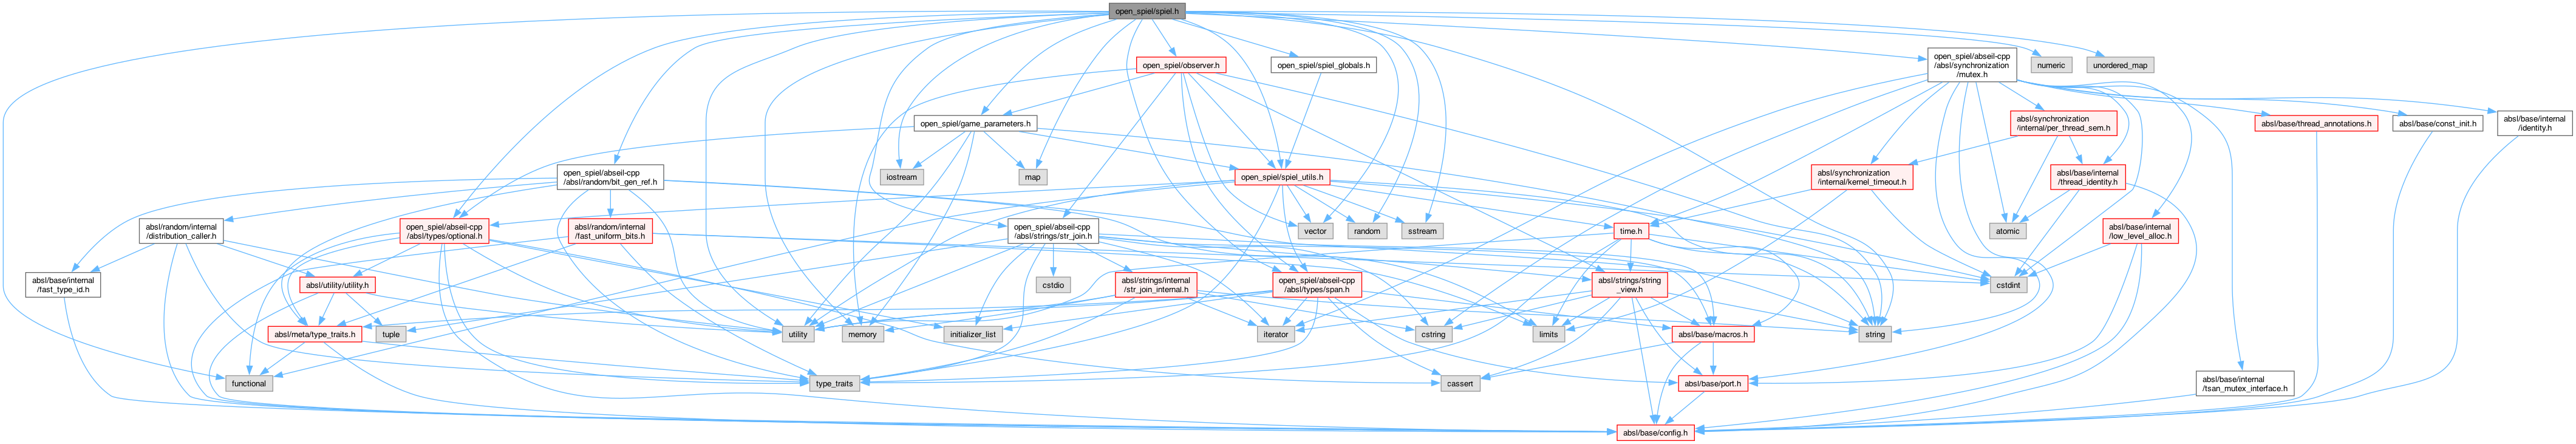 open_spiel/spiel.h
open_spiel/observer.h
open_spiel/spiel_globals.h
open_spiel/abseil-cpp
/absl/synchronization
/mutex.h
numeric
unordered_map
open_spiel/game_parameters.h
absl/synchronization
/internal/per_thread_sem.h
absl/base/thread_annotations.h
absl/base/const_init.h
absl/base/internal
/identity.h
open_spiel/abseil-cpp
/absl/random/bit_gen_ref.h
iostream
map
open_spiel/spiel_utils.h
absl/synchronization
/internal/kernel_timeout.h
absl/base/internal
/thread_identity.h
absl/random/internal
/distribution_caller.h
open_spiel/abseil-cpp
/absl/types/optional.h
absl/random/internal
/fast_uniform_bits.h
open_spiel/abseil-cpp
/absl/strings/str_join.h
vector
random
sstream
time.h
atomic
absl/base/internal
/low_level_alloc.h
absl/base/internal
/fast_type_id.h
absl/utility/utility.h
cstdio
absl/strings/internal
/str_join_internal.h
open_spiel/abseil-cpp
/absl/types/span.h
absl/strings/string
_view.h
cstdint
absl/meta/type_traits.h
tuple
utility
memory
initializer_list
iterator
cstring
limits
absl/base/macros.h
string
functional
type_traits
cassert
absl/base/port.h
absl/base/internal
/tsan_mutex_interface.h
absl/base/config.h